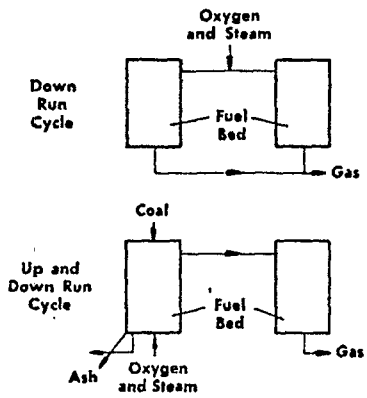 Oxygen
and Steam
Down
Run
Cycle
Fuel
Bed
Gas
Coal
Up and
Down Run
Cycle
Fuel
Bed
Gas
Ash
Oxygen
and Steam